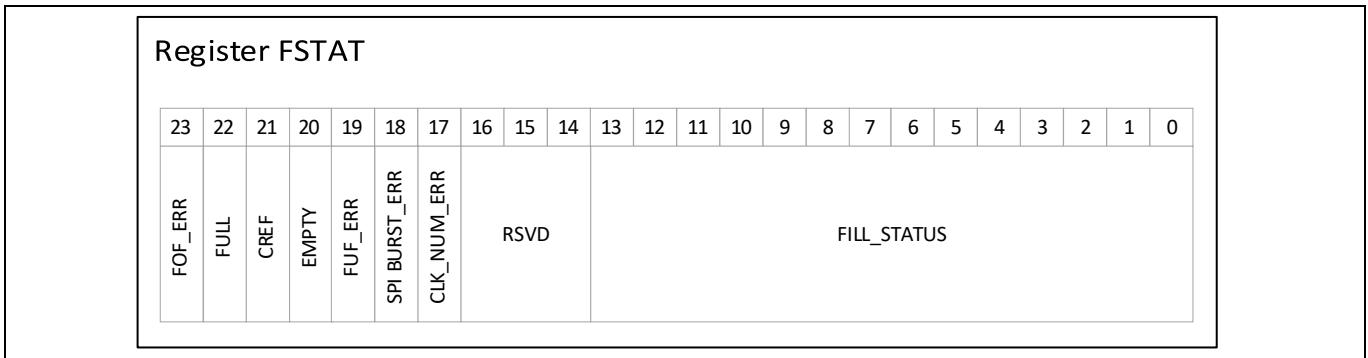 Register FSTAT
23 22 21 20 19 18 17 16 15 14 13 12 11 10 9 8 7 6 5 4 3 2 1 0
FOF_ERR
FULL
CREF
EMPTY
FUF_ERR
SPI BURST_ERR
CLK_NUM_ERR
RSVD
FILL_STATUS